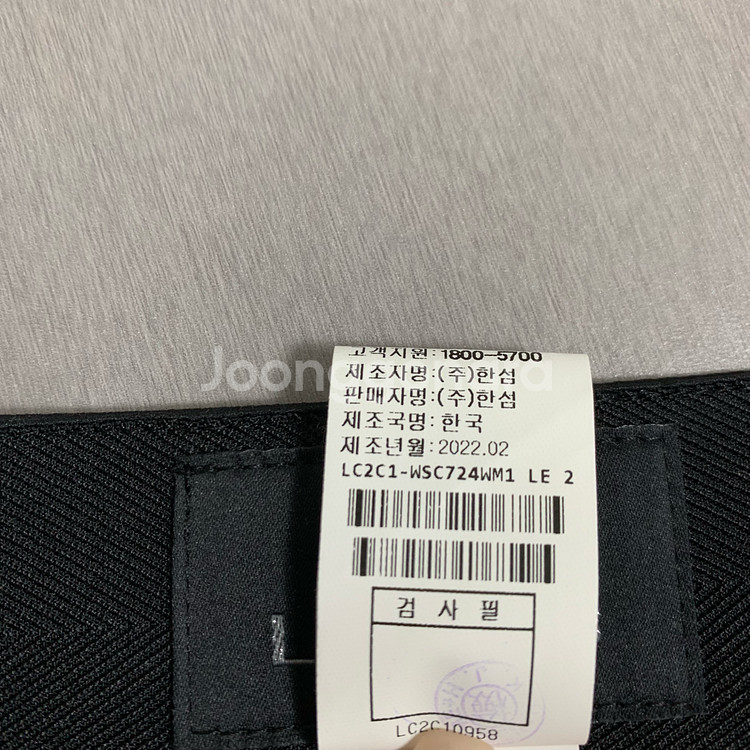 고객지원:1800-5700
제조자명:(주)한섬
판매자명:(주)한섬
제조국명: 한국
제조년월: 2022.02
LC2C1-WSC724WM1 LE 2
검 사 필
LC2C10958